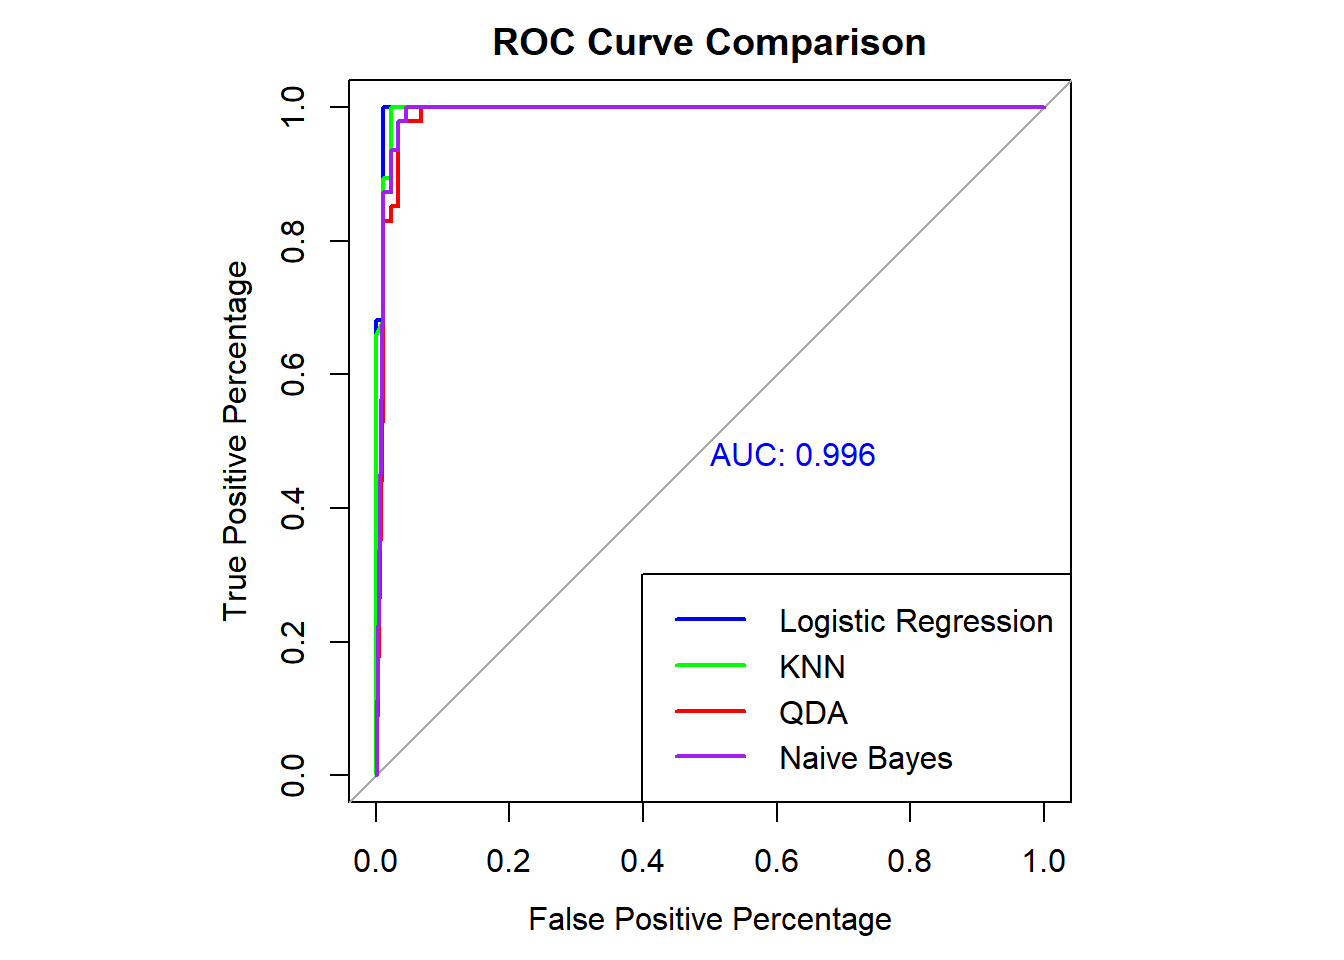 ROC Curve Comparison
True Positive Percentage
1.0
0.8
0.6
0.4
0.2
0.0
AUC: 0.996
Logistic Regression
KNN
QDA
Naive Bayes
0.0 0.2 0.4 0.6 0.8 1.0
False Positive Percentage